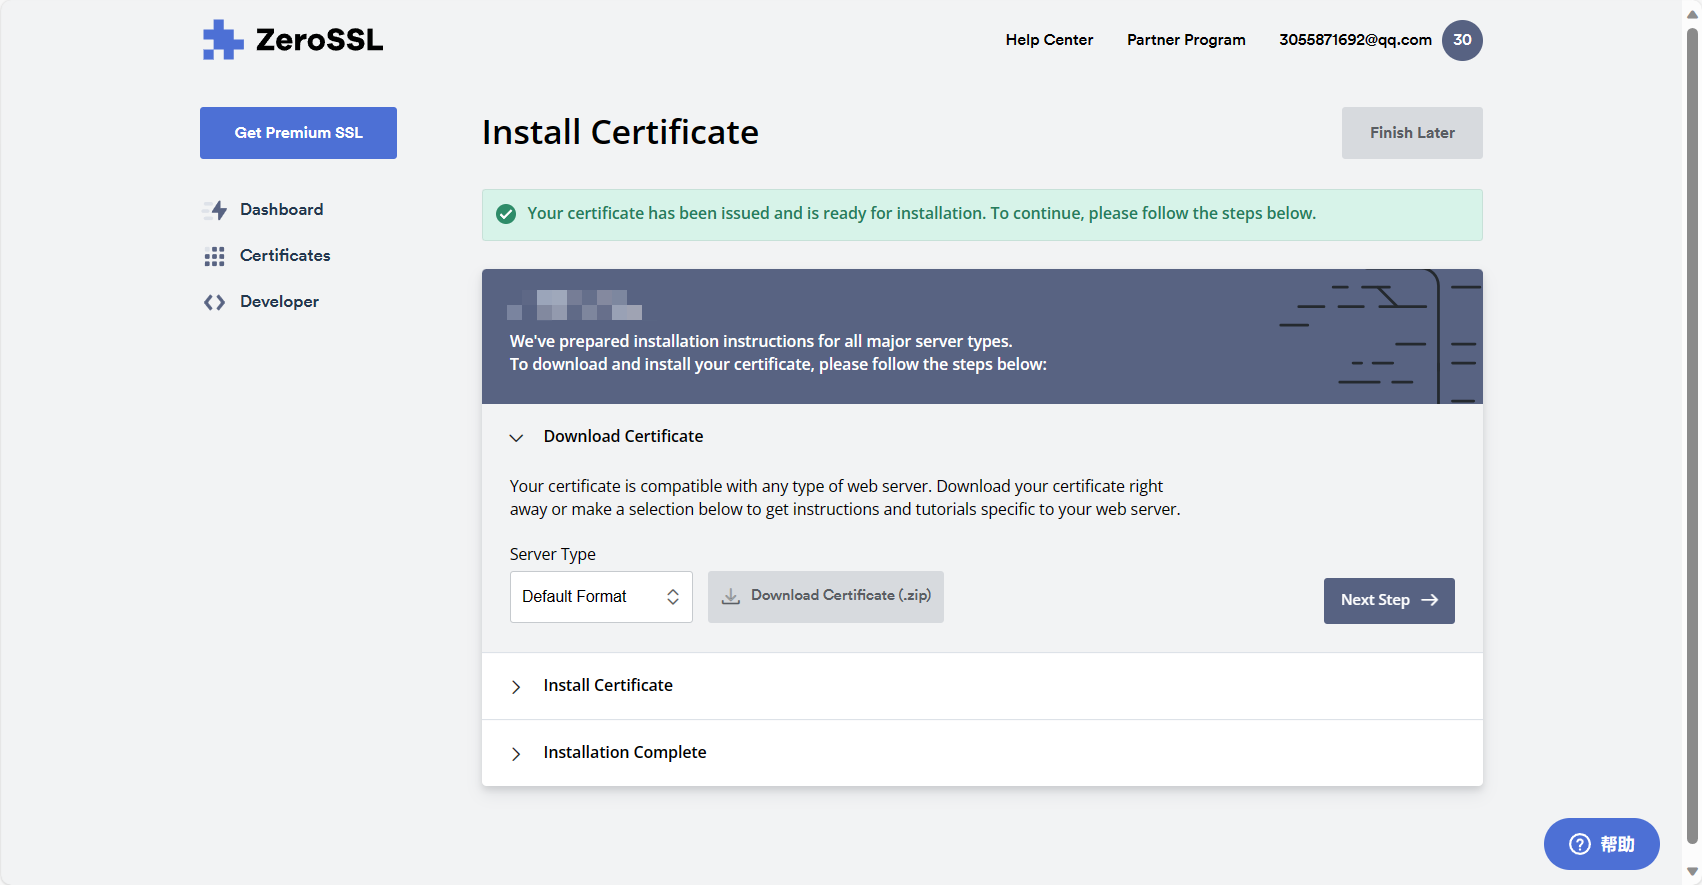 ZeroSSL
Help Center
Partner Program
3055871692@qq.com
30
Get Premium SSL
Dashboard
Certificates
Developer
Install Certificate
Finish Later
Your certificate has been issued and is ready for installation. To continue, please follow the steps below.
We've prepared installation instructions for all major server types.
To download and install your certificate, please follow the steps below:
Download Certificate
Your certificate is compatible with any type of web server. Download your certificate right
away or make a selection below to get instructions and tutorials specific to your web server.
Server Type
Default Format
Download Certificate (.zip)
Next Step
Install Certificate
Installation Complete
帮助